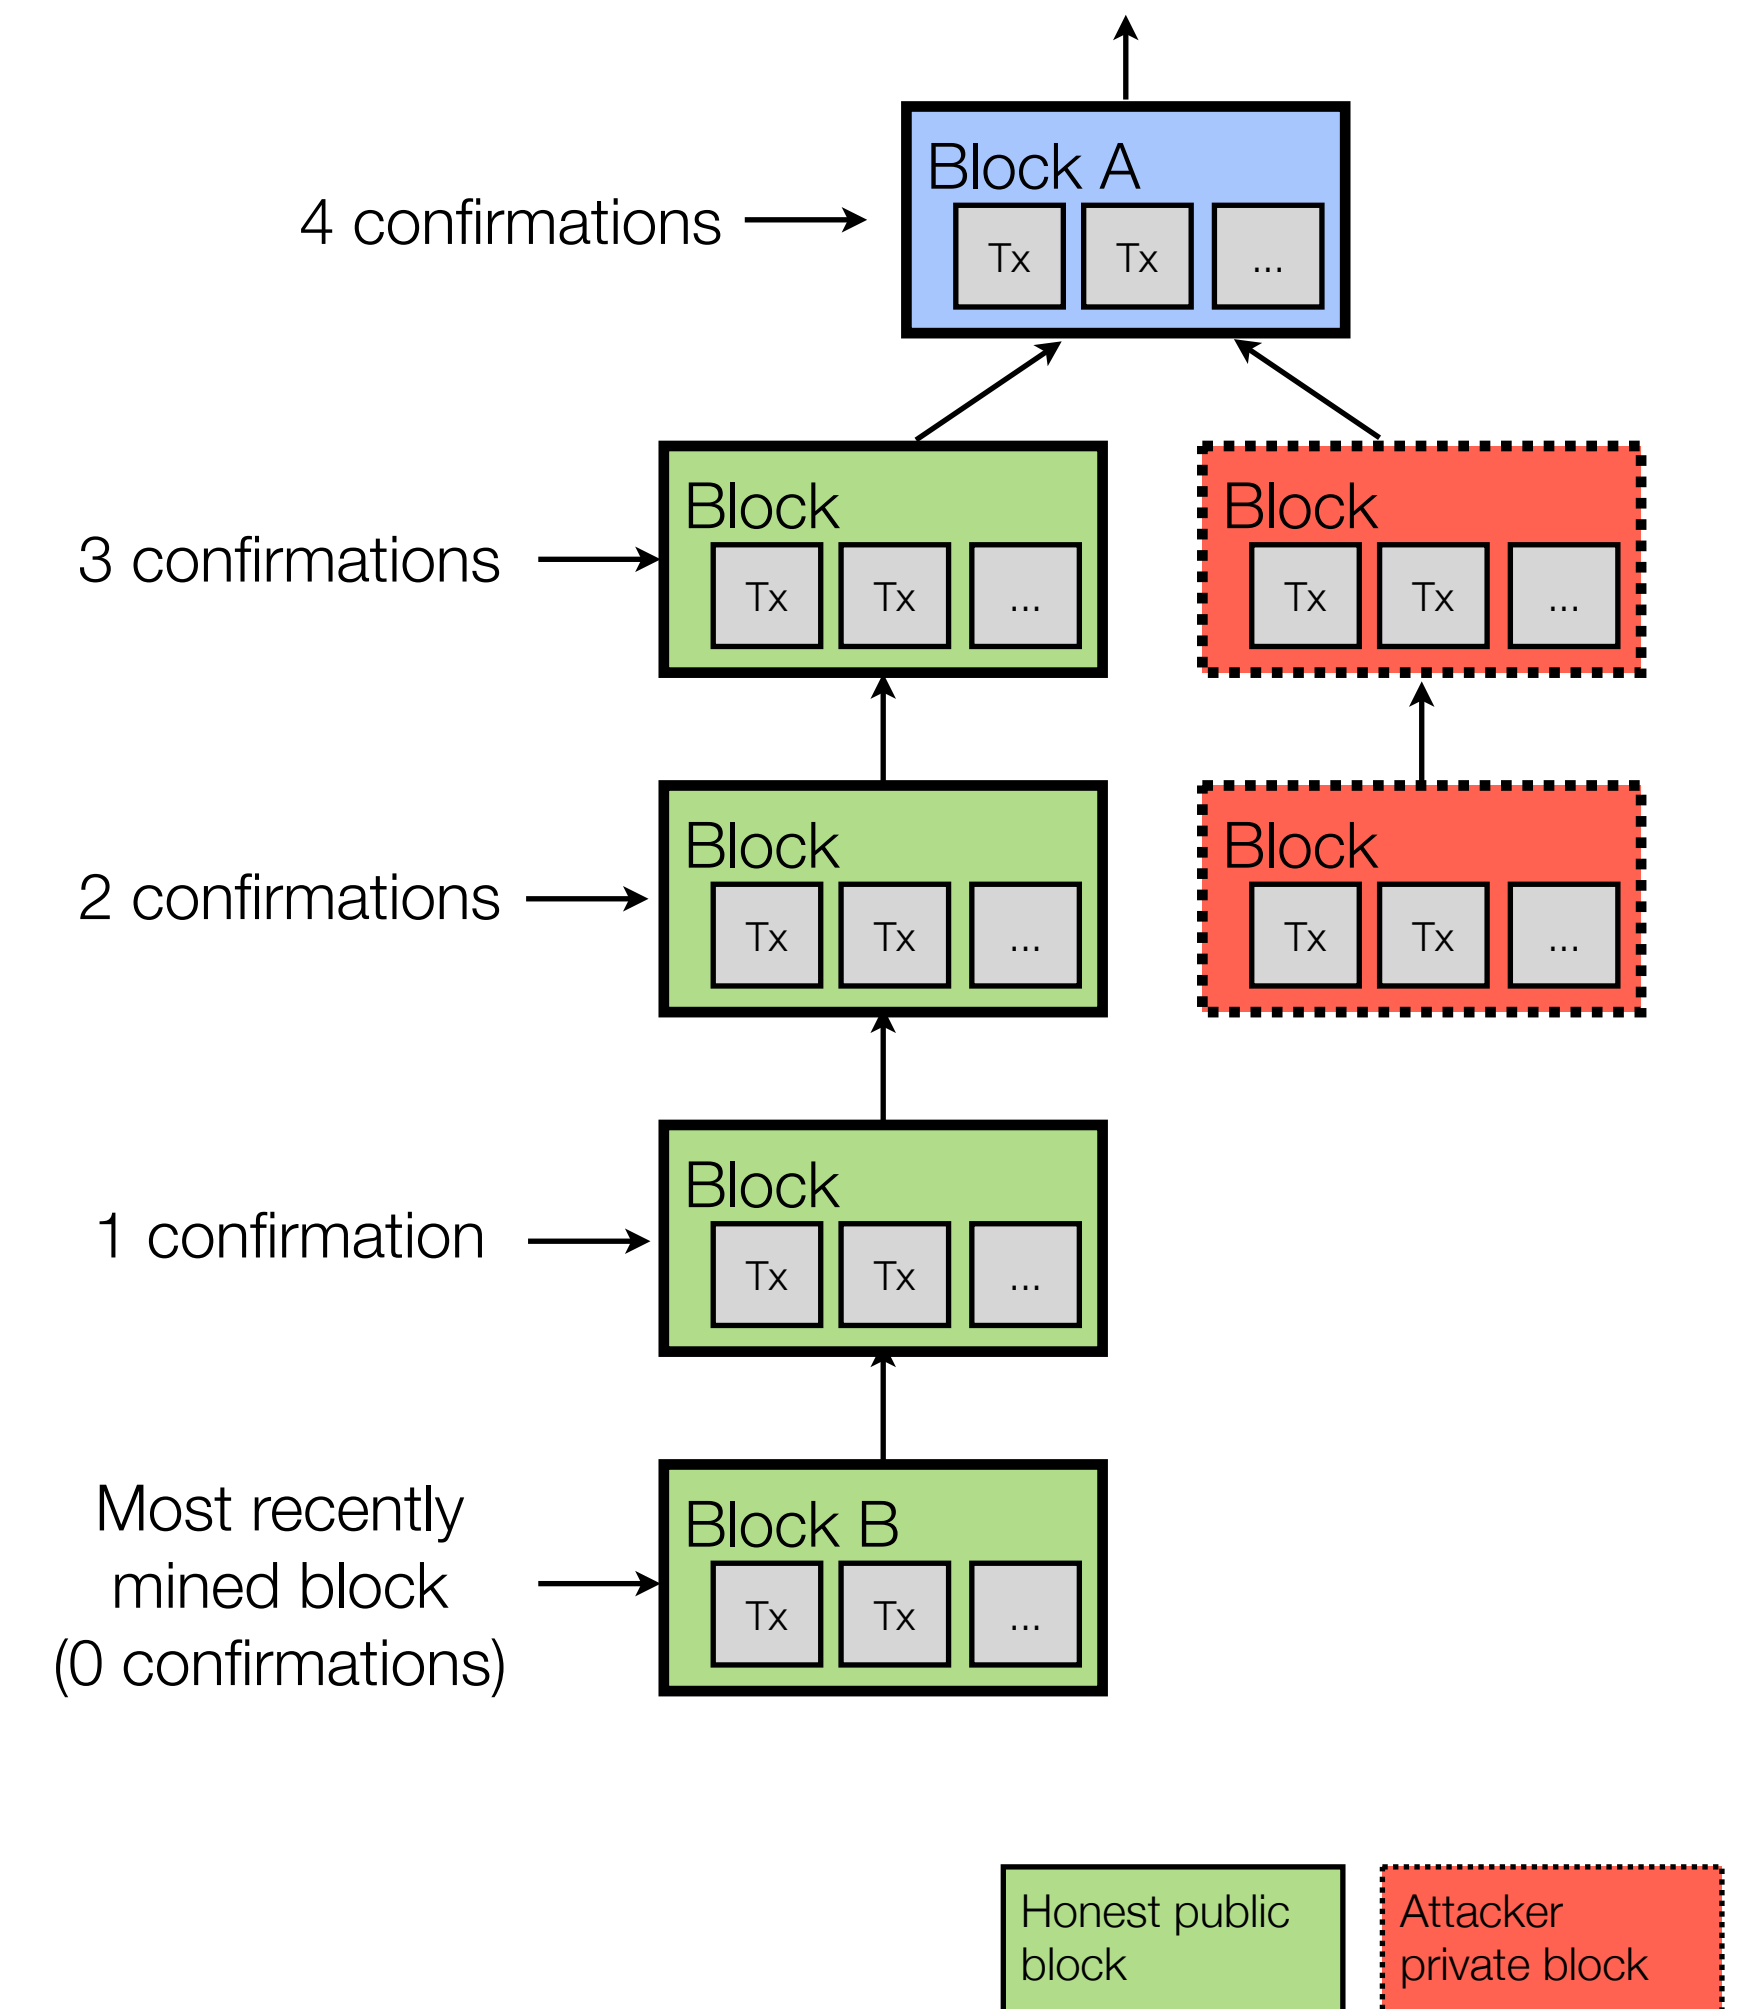 Block A
4 confirmations
Tx Tx ...
Block Block
3 confirmations
Tx Tx ... Tx Tx ...
Block Block
2 confirmations
Tx Tx ... Tx Tx ...
Block
1 confirmation
Tx Tx ...
Most recently
mined block
(0 confirmations)
Block B
Tx Tx ...
Honest public
block
Attacker
private block